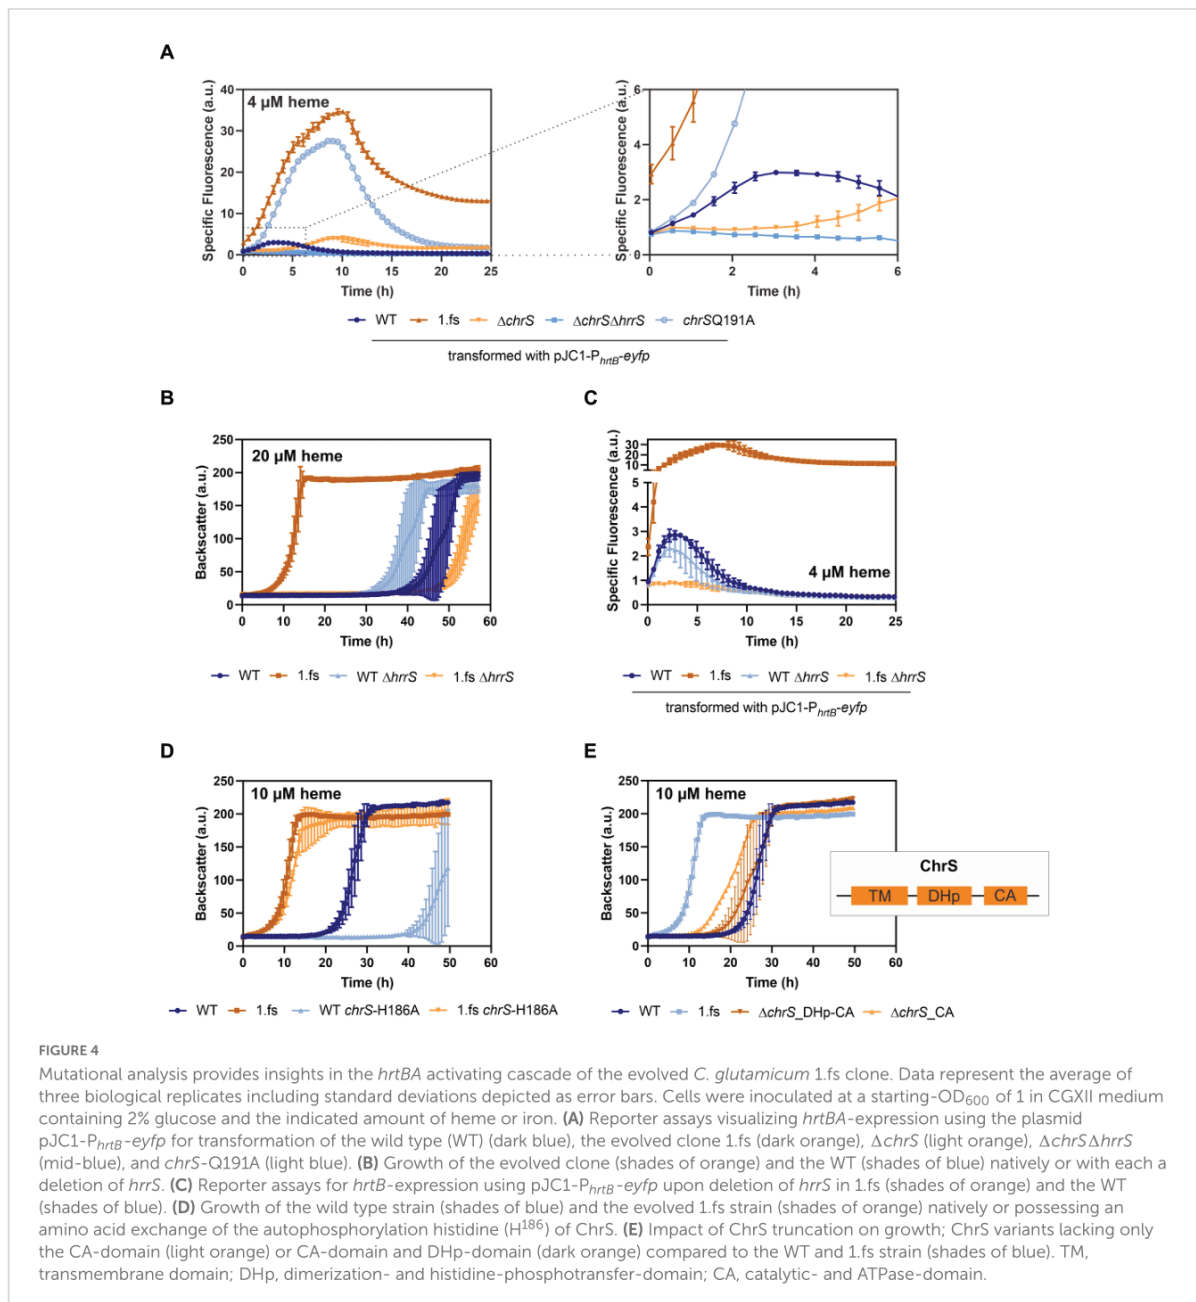 A
Specific Fluorescence (a.u.)
40
30
20
10
0
4 µM heme
0
5
10
15
20
25
Time (h)
Specific Fluorescence (a.u.)
6
4
2
0
0
2
4
6
Time (h)
WT 1.fs ΔchrS ΔchrSΔhrrS chrSQ191A
transformed with pJC1-PhrtB-eyfp
B
Backscatter (a.u.)
250
200
150
100
50
0
20 µM heme
0
10
20
30
40
50
60
Time (h)
WT 1.fs WT ΔhrrS 1.fs ΔhrrS
C
Specific Fluorescence (a.u.)
30
20
10
5
4
3
2
1
0
4 µM heme
0
5
10
15
20
25
Time (h)
WT 1.fs WT ΔhrrS 1.fs ΔhrrS
transformed with pJC1-PhrtB-eyfp
D
Backscatter (a.u.)
250
200
150
100
50
0
10 µM heme
0
10
20
30
40
50
60
Time (h)
WT 1.fs WT chrS-H186A 1.fs chrS-H186A
E
Backscatter (a.u.)
250
200
150
100
50
0
10 µM heme
0
10
20
30
40
50
60
Time (h)
ChrS
TM DHp CA
WT 1.fs ΔchrS_DHp-CA ΔchrS_CA
FIGURE 4
Mutational analysis provides insights in the hrtBA activating cascade of the evolved C. glutamicum 1.fs clone. Data represent the average of
three biological replicates including standard deviations depicted as error bars. Cells were inoculated at a starting-OD600 of 1 in CGXII medium
containing 2% glucose and the indicated amount of heme or iron. (A) Reporter assays visualizing hrtBA-expression using the plasmid
pJC1-PhrtB-eyfp for transformation of the wild type (WT) (dark blue), the evolved clone 1.fs (dark orange), ΔchrS (light orange), ΔchrSΔhrrS
(mid-blue), and chrS-Q191A (light blue). (B) Growth of the evolved clone (shades of orange) and the WT (shades of blue) natively or with each a
deletion of hrrS. (C) Reporter assays for hrtB-expression using pJC1-PhrtB-eyfp upon deletion of hrrS in 1.fs (shades of orange) and the WT
(shades of blue). (D) Growth of the wild type strain (shades of blue) and the evolved 1.fs strain (shades of orange) natively or possessing an
amino acid exchange of the autophosphorylation histidine (H186) of ChrS. (E) Impact of ChrS truncation on growth; ChrS variants lacking only
the CA-domain (light orange) or CA-domain and DHp-domain (dark orange) compared to the WT and 1.fs strain (shades of blue). TM,
transmembrane domain; DHp, dimerization- and histidine-phosphotransfer-domain; CA, catalytic- and ATPase-domain.